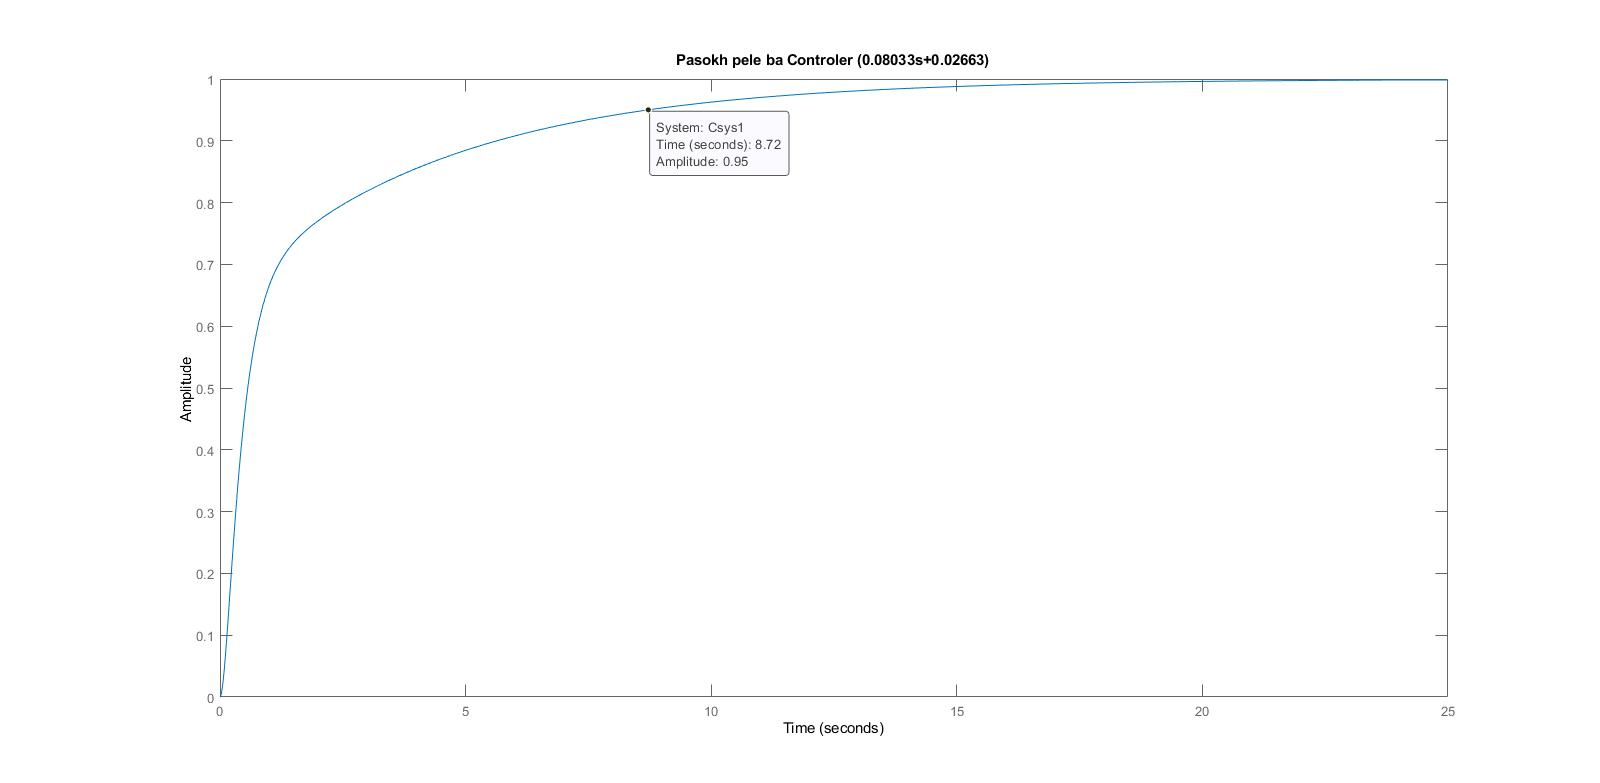 Pasokh pele ba Controler (0.08033s+0.02663)
1
0.9
0.8
0.7
0.6
0.5
0.4
0.3
0.2
0.1
0
Amplitude
System: Csys1
Time (seconds): 8.72
Amplitude: 0.95
0 5 10 15 20 25
Time (seconds)